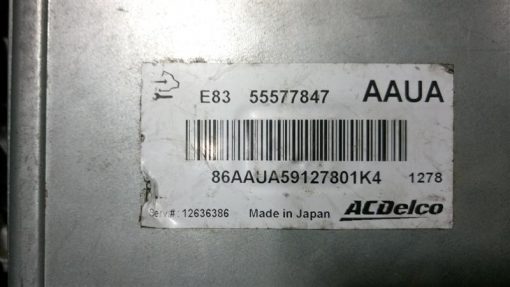 E83 55577847 AAUA
86AAUA59127801K4 1278
Serv.#: 12636386 Made in Japan ACDelco